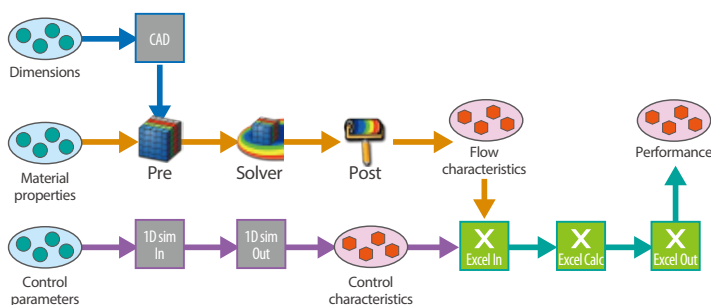 CAD
Dimensions
Material
properties
Pre
Solver
Post
Flow
characteristics
Performance
Control
parameters
1D sim
In
1D sim
Out
Control
characteristics
X
Excel In
X
Excel Calc
X
Excel Out